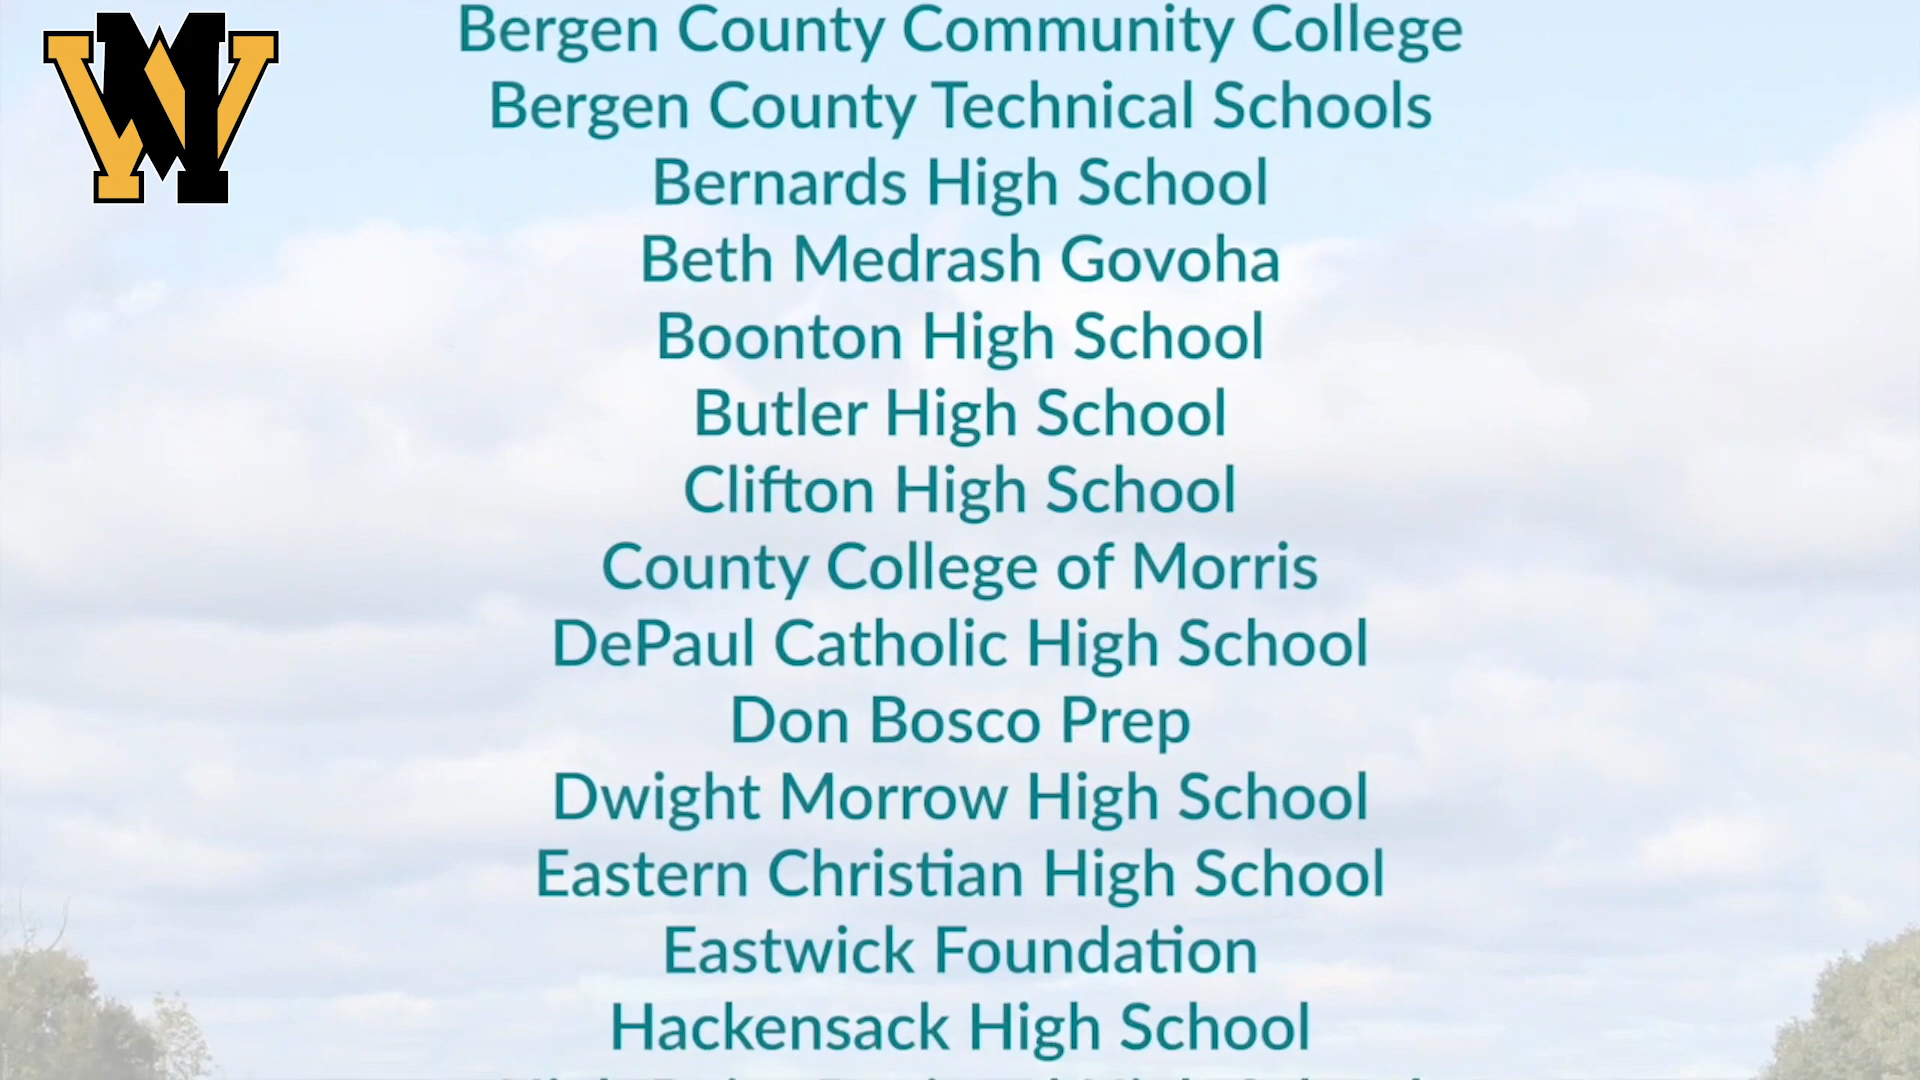 WM
Bergen County Community College
Bergen County Technical Schools
Bernards High School
Beth Medrash Govoha
Boonton High School
Butler High School
Clifton High School
County College of Morris
DePaul Catholic High School
Don Bosco Prep
Dwight Morrow High School
Eastern Christian High School
Eastwick Foundation
Hackensack High School